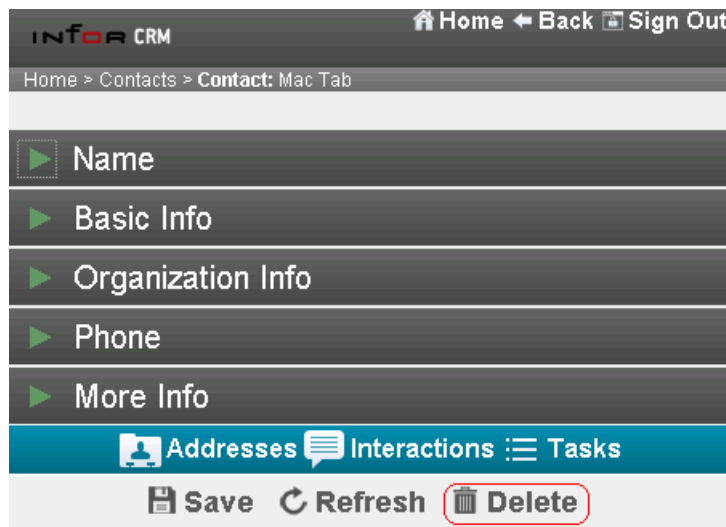 infor CRM
Home Back Sign Out
Home > Contacts > Contact: Mac Tab
Name
Basic Info
Organization Info
Phone
More Info
Addresses Interactions Tasks
Save Refresh Delete